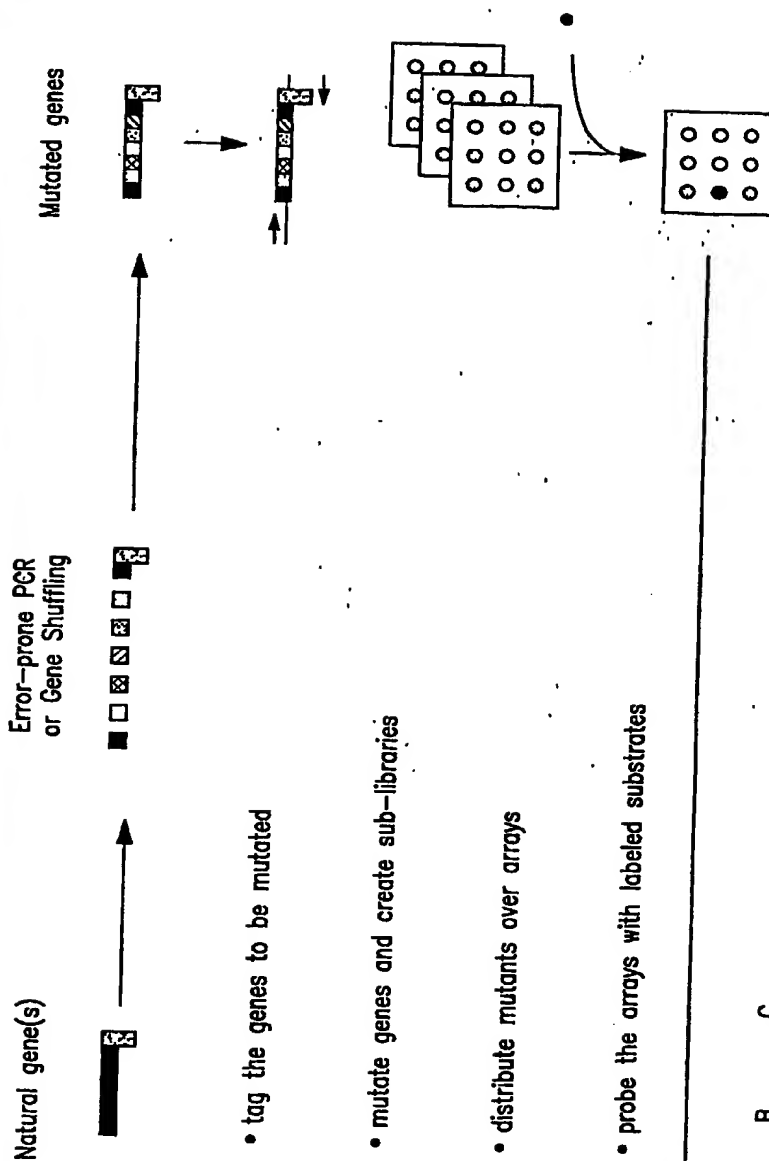 Natural gene(s)
Error-prone PCR
or Gene Shuffling
Mutated genes
• tag the genes to be mutated
• mutate genes and create sub-libraries
• distribute mutants over arrays
• probe the arrays with labeled substrates